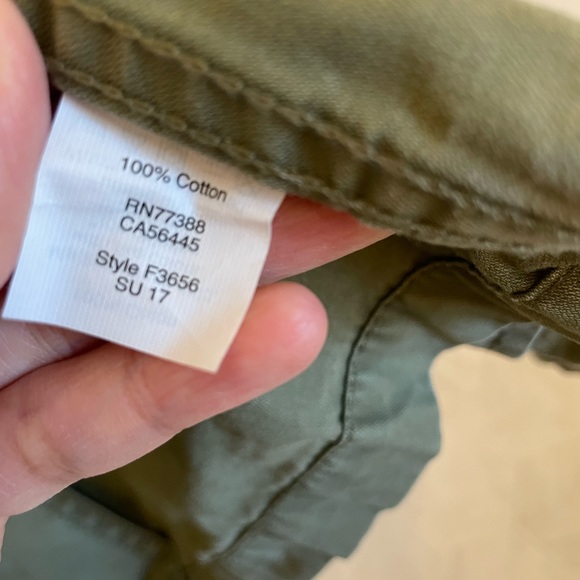 100% Cotton
RN77388
CA56445
Style F3656
SU 17